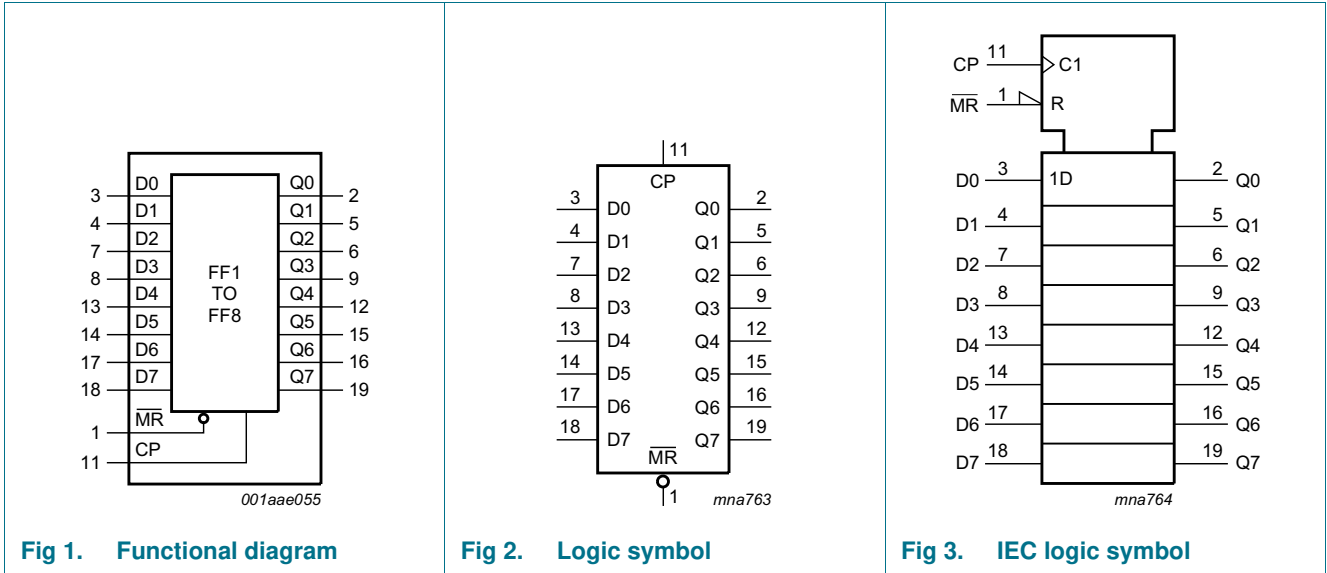 D0 Q0
3 2
D1 Q1
4 5
D2 Q2
7 6
D3 Q3
8 9
D4 Q4
13 12
D5 Q5
14 15
D6 Q6
17 16
D7 Q7
18 19
FF1
TO
FF8
M̅R̅
1
CP
11
001aae055
Fig 1. Functional diagram
11
CP
3 D0 Q0 2
4 D1 Q1 5
7 D2 Q2 6
8 D3 Q3 9
13 D4 Q4 12
14 D5 Q5 15
17 D6 Q6 16
18 D7 Q7 19
M̅R̅
1
mna763
Fig 2. Logic symbol
CP 11 C1
M̅R̅ 1 R
D0 3 1D 2 Q0
D1 4 5 Q1
D2 7 6 Q2
D3 8 9 Q3
D4 13 12 Q4
D5 14 15 Q5
D6 17 16 Q6
D7 18 19 Q7
mna764
Fig 3. IEC logic symbol